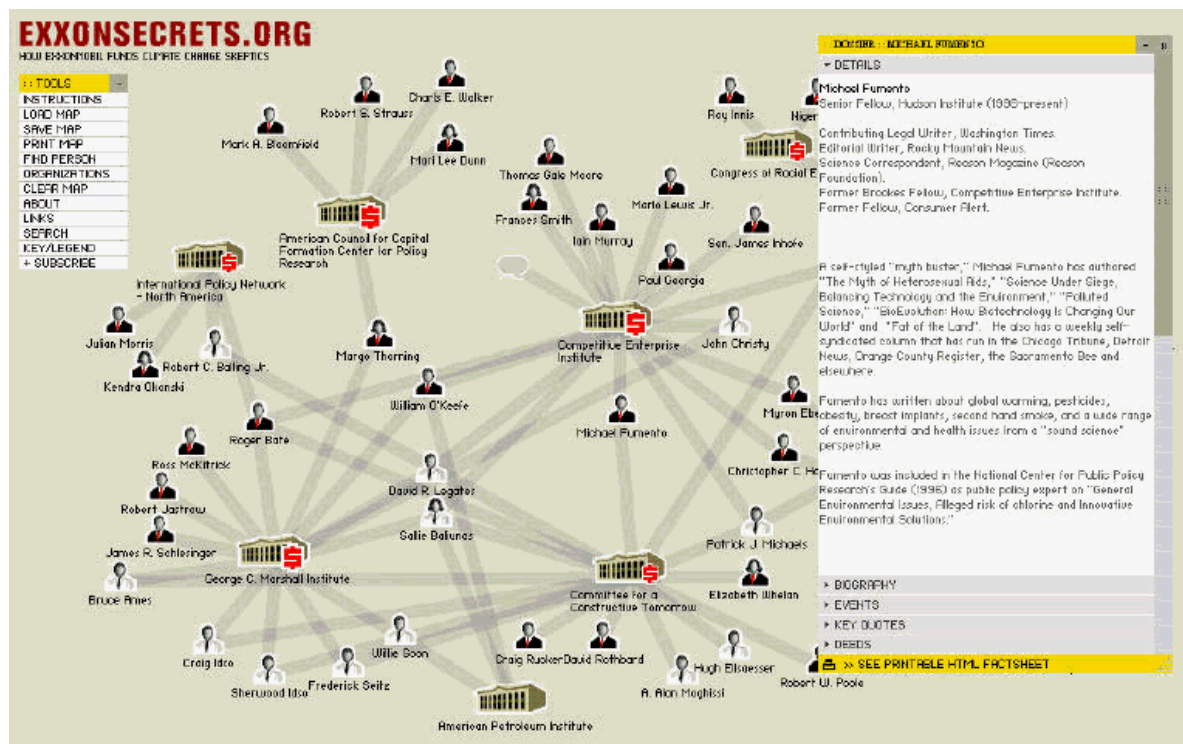 EXXONSECRETS.ORG
HOW EXXONMOBIL FUNDS CLIMATE CHANGE SKEPTICS
:: TOOLS -
INSTRUCTIONS
LOAD MAP
SAVE MAP
PRINT MAP
FIND PERSON
ORGANIZATIONS
CLEAR MAP
ABOUT
LINKS
SEARCH
KEY/LEGEND
+ SUBSCRIBE
Charls E. Walker
Robert S. Strauss
Mark A. Bloomfield
Mari Lee Dunn
Thomas Gale Moore
Roy Innis
Niger
Congress of Racial E
Frances Smith
Marlo Lewis Jr.
Iain Murray
Sen. James Inhofe
American Council for Capital
Formation Center for Policy
Research
International Policy Network
- North America
Paul Georgia
Julian Morris
Robert C. Balling Jr.
Kendra Okonski
Margo Thorning
Competitive Enterprise
Institute
John Christy
William O'Keefe
Michael Fumento
Myron Ebe
Roger Bate
Ross McKitrick
Christopher C. Ho
Robert Jastrow
David R. Legates
Sallie Baliunas
James R. Schlesinger
Patrick J. Michaels
George C. Marshall Institute
Bruce Ames
Committee for a
Constructive Tomorrow
Elizabeth Whelan
Craig Idso
Willie Soon
Sherwood Idso
Frederick Seitz
Craig Rucker
David Rothbard
Hugh Ellsaesser
A. Alan Moghissi
Robert W. Poole
American Petroleum Institute
:: DOSSIER :: MICHAEL FUMENTO -
DETAILS
Michael Fumento
Senior Fellow, Hudson Institute (1998-present)
Contributing Legal Writer, Washington Times.
Editorial Writer, Rocky Mountain News.
Science Correspondent, Reason Magazine (Reason
Foundation).
Former Brookes Fellow, Competitive Enterprise Institute.
Former Fellow, Consumer Alert.
A self-styled "myth buster," Michael Fumento has authored
"The Myth of Heterosexual Aids," "Science Under Siege,
Balancing Technology and the Environment," "Polluted
Science," "BioEvolution: How Biotechnology Is Changing Our
World" and "Fat of the Land". He also has a weekly self-
syndicated column that has run in the Chicago Tribune, Detroit
News, Orange County Register, the Sacramento Bee and
elsewhere.
Fumento has written about global warming, pesticides,
obesity, breast implants, second hand smoke, and a wide range
of environmental and health issues from a "sound science"
perspective.
Fumento was included in the National Center for Public Policy
Research's Guide (1996) as public policy expert on "General
Environmental Issues, Alleged risk of chlorine and Innovative
Environmental Solutions."
BIOGRAPHY
EVENTS
KEY QUOTES
DEEDS
>> SEE PRINTABLE HTML FACTSHEET